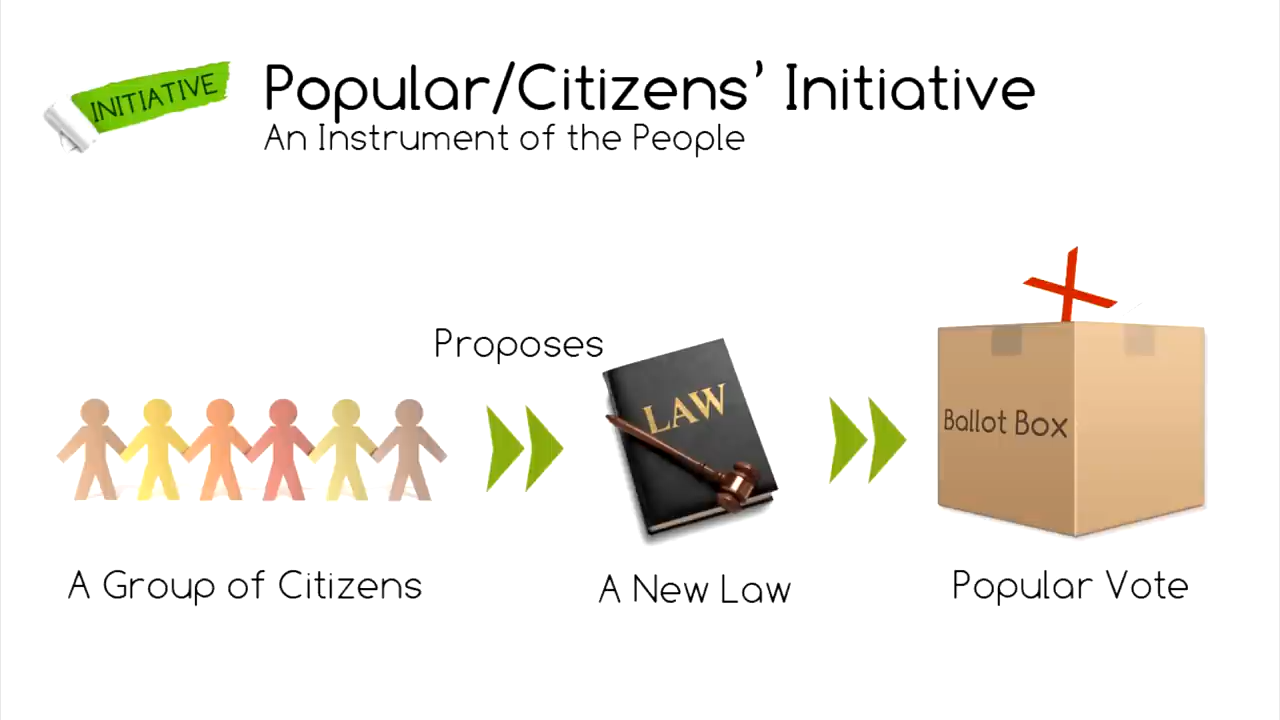 INITIATIVE
Popular/Citizens’ Initiative
An Instrument of the People
Proposes
LAW
Ballot Box
A Group of Citizens
A New Law
Popular Vote